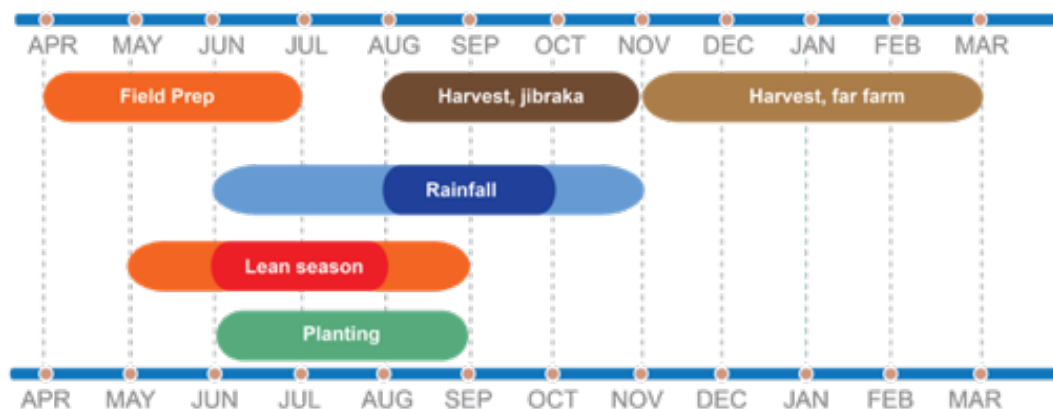 APR MAY JUN JUL AUG SEP OCT NOV DEC JAN FEB MAR
Field Prep Harvest, jibraka Harvest, far farm
Rainfall
Lean season
Planting
APR MAY JUN JUL AUG SEP OCT NOV DEC JAN FEB MAR